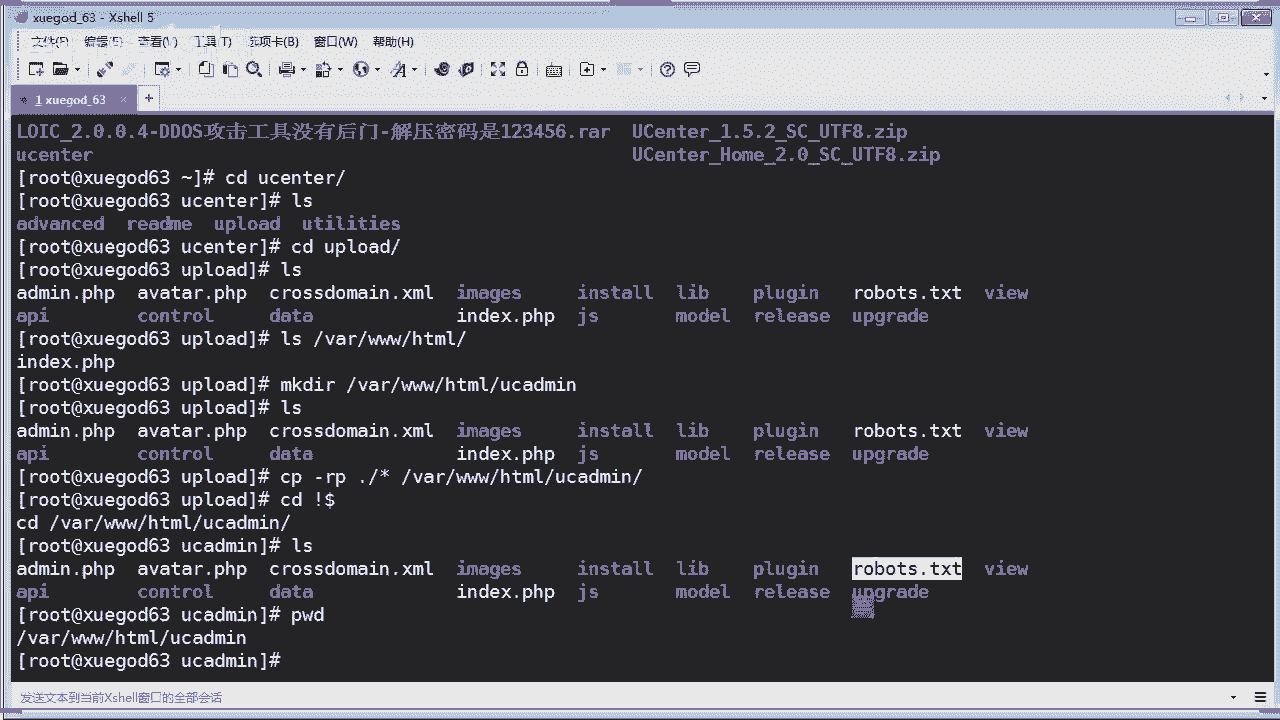 xuegod_63 - Xshell 5
文件(F) 编辑(E) 查看(V) 工具(T) 选项卡(B) 窗口(W) 帮助(H)
1 xuegod_63 × +
LOIC_2.0.0.4-DDOS攻击工具没有后门-解压密码是123456.rar UCenter_1.5.2_SC_UTF8.zip
ucenter UCenter_Home_2.0_SC_UTF8.zip
[root@xuegod63 ~]# cd ucenter/
[root@xuegod63 ucenter]# ls
advanced readme upload utilities
[root@xuegod63 ucenter]# cd upload/
[root@xuegod63 upload]# ls
admin.php avatar.php crossdomain.xml images install lib plugin robots.txt view
api control data index.php js model release upgrade
[root@xuegod63 upload]# ls /var/www/html/
index.php
[root@xuegod63 upload]# mkdir /var/www/html/ucadmin
[root@xuegod63 upload]# ls
admin.php avatar.php crossdomain.xml images install lib plugin robots.txt view
api control data index.php js model release upgrade
[root@xuegod63 upload]# cp -rp ./* /var/www/html/ucadmin/
[root@xuegod63 upload]# cd !$
cd /var/www/html/ucadmin/
[root@xuegod63 ucadmin]# ls
admin.php avatar.php crossdomain.xml images install lib plugin robots.txt view
api control data index.php js model release upgrade
[root@xuegod63 ucadmin]# pwd
/var/www/html/ucadmin
[root@xuegod63 ucadmin]#
发送文本到当前Xshell窗口的全部会话